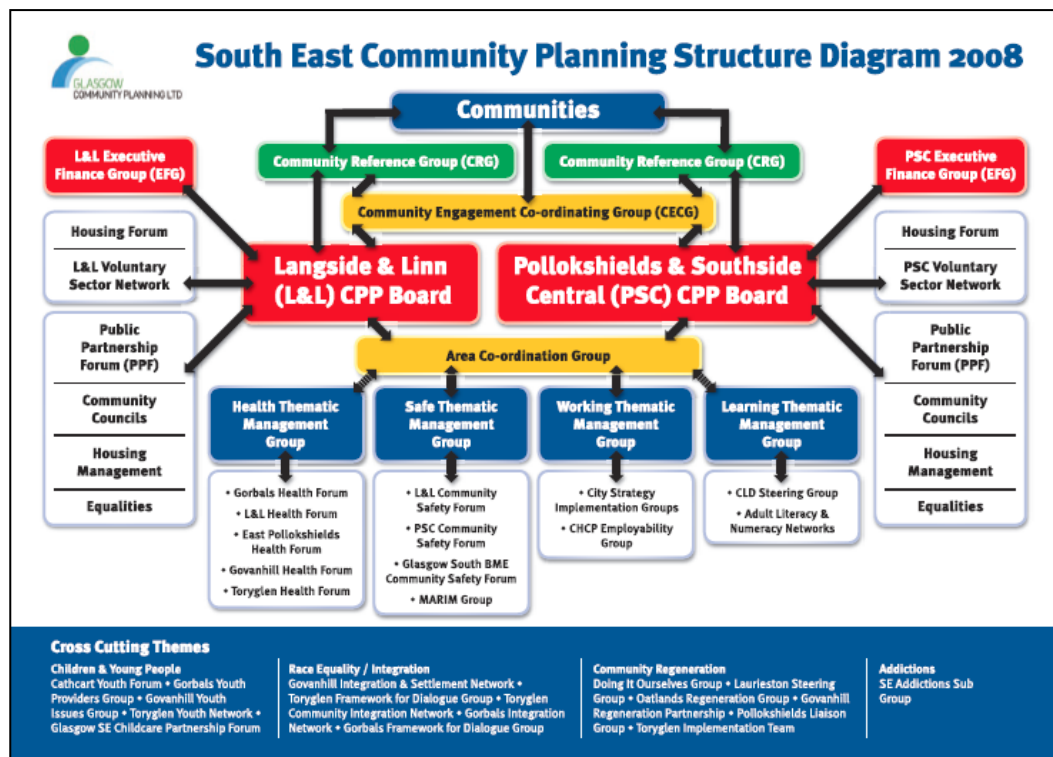 South East Community Planning Structure Diagram 2008
GLASGOW
COMMUNITY PLANNING LTD
Communities
L&L Executive
Finance Group (EFG)
Community Reference Group (CRG)
Community Reference Group (CRG)
PSC Executive
Finance Group (EFG)
Community Engagement Co-ordinating Group (CECG)
Housing Forum
L&L Voluntary
Sector Network
Langside & Linn
(L&L) CPP Board
Pollokshields & Southside
Central (PSC) CPP Board
Housing Forum
PSC Voluntary
Sector Network
Public
Partnership
Forum (PPF)
Community
Councils
Housing
Management
Equalities
Area Co-ordination Group
Public
Partnership
Forum (PPF)
Community
Councils
Housing
Management
Equalities
Health Thematic
Management
Group
Safe Thematic
Management
Group
Working Thematic
Management
Group
Learning Thematic
Management
Group
• Gorbals Health Forum
• L&L Health Forum
• East Pollokshields
Health Forum
• Govanhill Health Forum
• Toryglen Health Forum
• L&L Community
Safety Forum
• PSC Community
Safety Forum
• Glasgow South BME
Community Safety Forum
• MARIM Group
• City Strategy
Implementation Groups
• CHCP Employability
Group
• CLD Steering Group
• Adult Literacy &
Numeracy Networks
Cross Cutting Themes
Children & Young People
Cathcart Youth Forum • Gorbals Youth
Providers Group • Govanhill Youth
Issues Group • Toryglen Youth Network •
Glasgow SE Childcare Partnership Forum
Race Equality / Integration
Govanhill Integration & Settlement Network •
Toryglen Framework for Dialogue Group • Toryglen
Community Integration Network • Gorbals Integration
Network • Gorbals Framework for Dialogue Group
Community Regeneration
Doing It Ourselves Group • Laurieston Steering
Group • Oatlands Regeneration Group • Govanhill
Regeneration Partnership • Pollokshields Liaison
Group • Toryglen Implementation Team
Addictions
SE Addictions Sub
Group